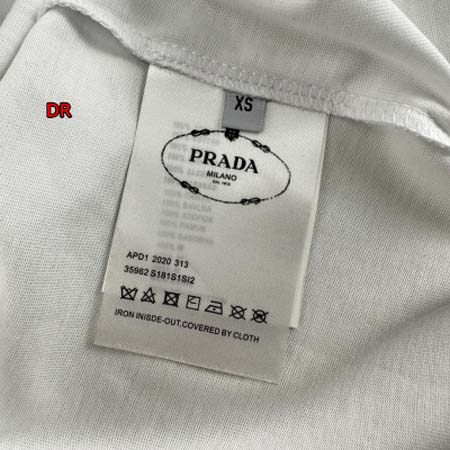 XS
DR
PRADA
MILANO
APD1 2020 313
35962 S181S1SI2
IRON INISDE-OUT,COVERED BY CLOTH